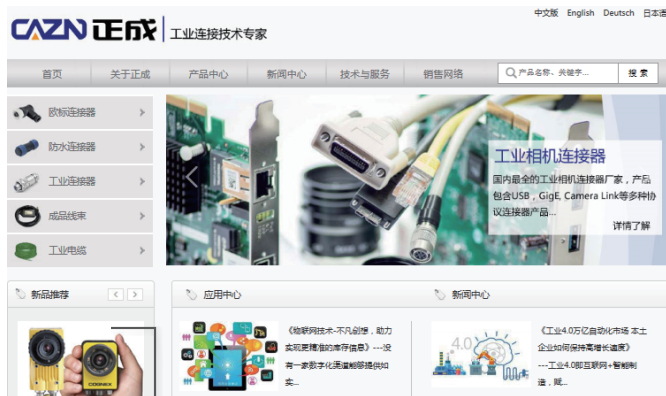 中文版 English Deutsch 日本语
CAZN 正成 工业连接技术专家
首页 关于正成 产品中心 新闻中心 技术与服务 销售网络 产品名称、关键字... 搜索
欧标连接器
防水连接器
工业连接器
成品线束
工业电缆
工业相机连接器
国内最全的工业相机连接器厂家，产品
包含USB，GigE, Camera Link等多种协
议连接器产品...
详情了解
新品推荐
应用中心
新闻中心
COGNEX
《物联网技术-不凡创想，助力
实现更精准的库存信息》---没
有一家数字化渠道能够提供如
实...
4.0
《工业4.0万亿自动化市场 本土
企业如何保持高增长速度》
---工业4.0即互联网+智能制
造，既...